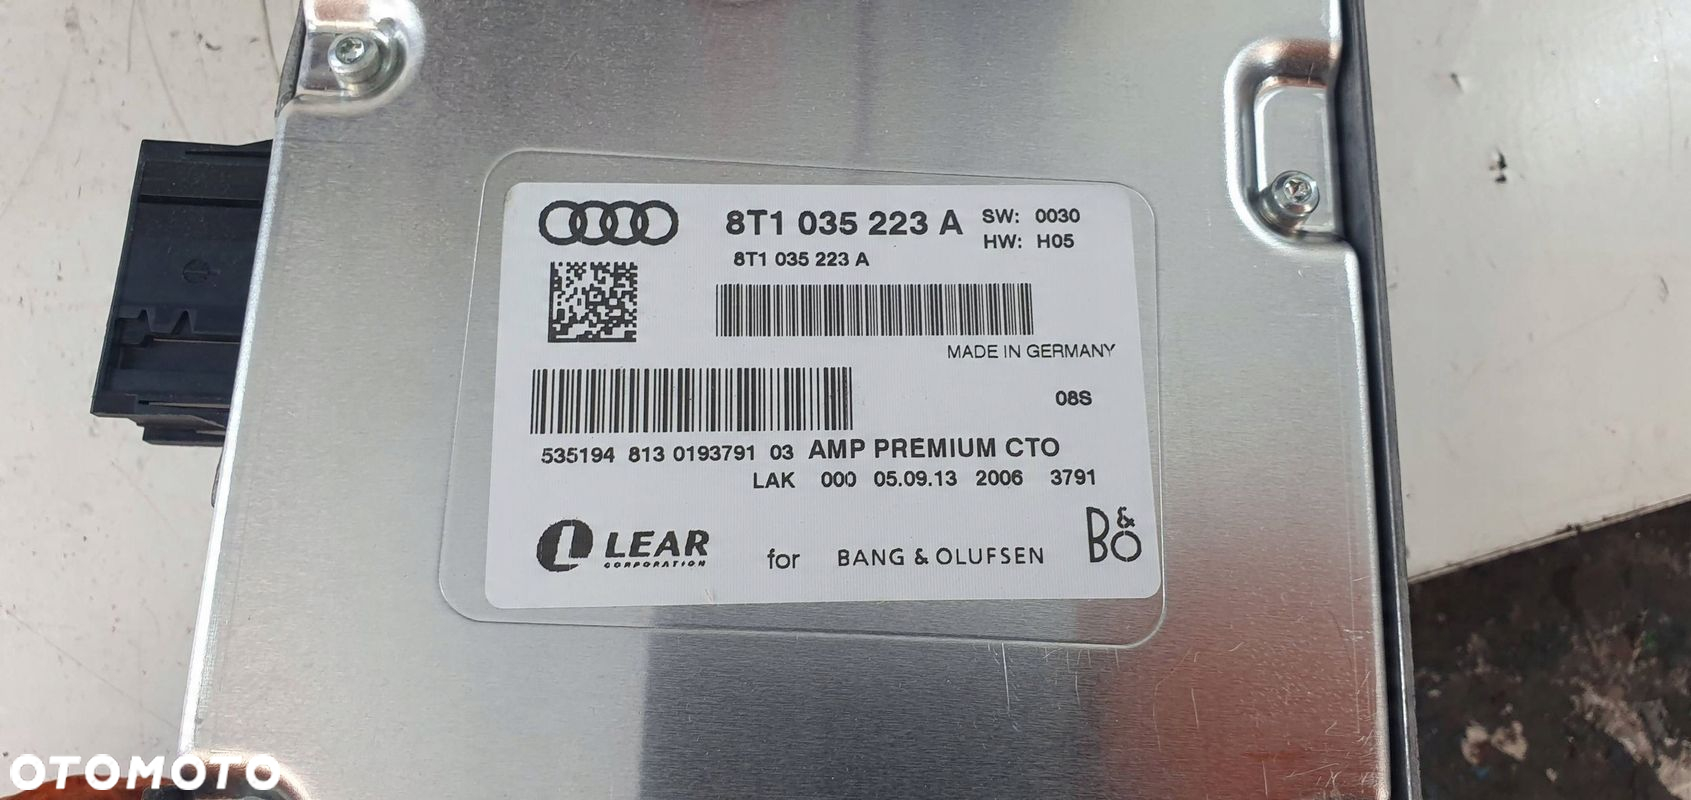 8T1 035 223 A SW: 0030
HW: H05
8T1 035 223 A
MADE IN GERMANY
08S
535194 813 0193791 03 AMP PREMIUM CTO
LAK 000 05.09.13 2006 3791
L LEAR CORPORATION for BANG & OLUFSEN B&O
OTOMOTO